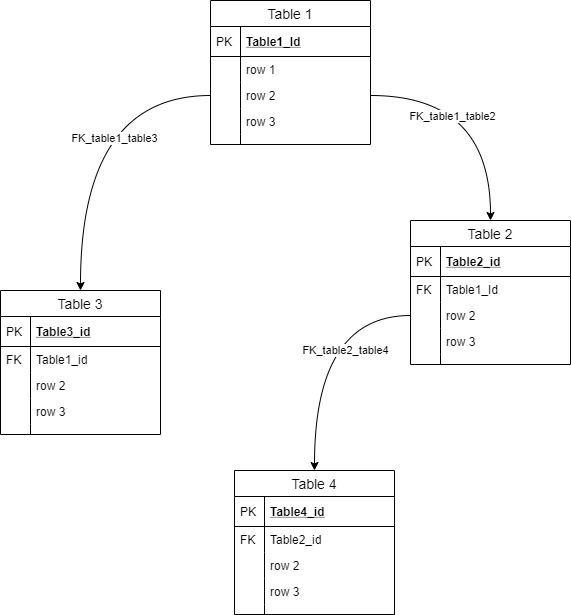 Table 1
PK Table1_Id
row 1
row 2
row 3
FK_table1_table3
FK_table1_table2
Table 2
PK Table2_id
FK Table1_Id
row 2
row 3
Table 3
PK Table3_id
FK Table1_id
row 2
row 3
FK_table2_table4
Table 4
PK Table4_id
FK Table2_id
row 2
row 3